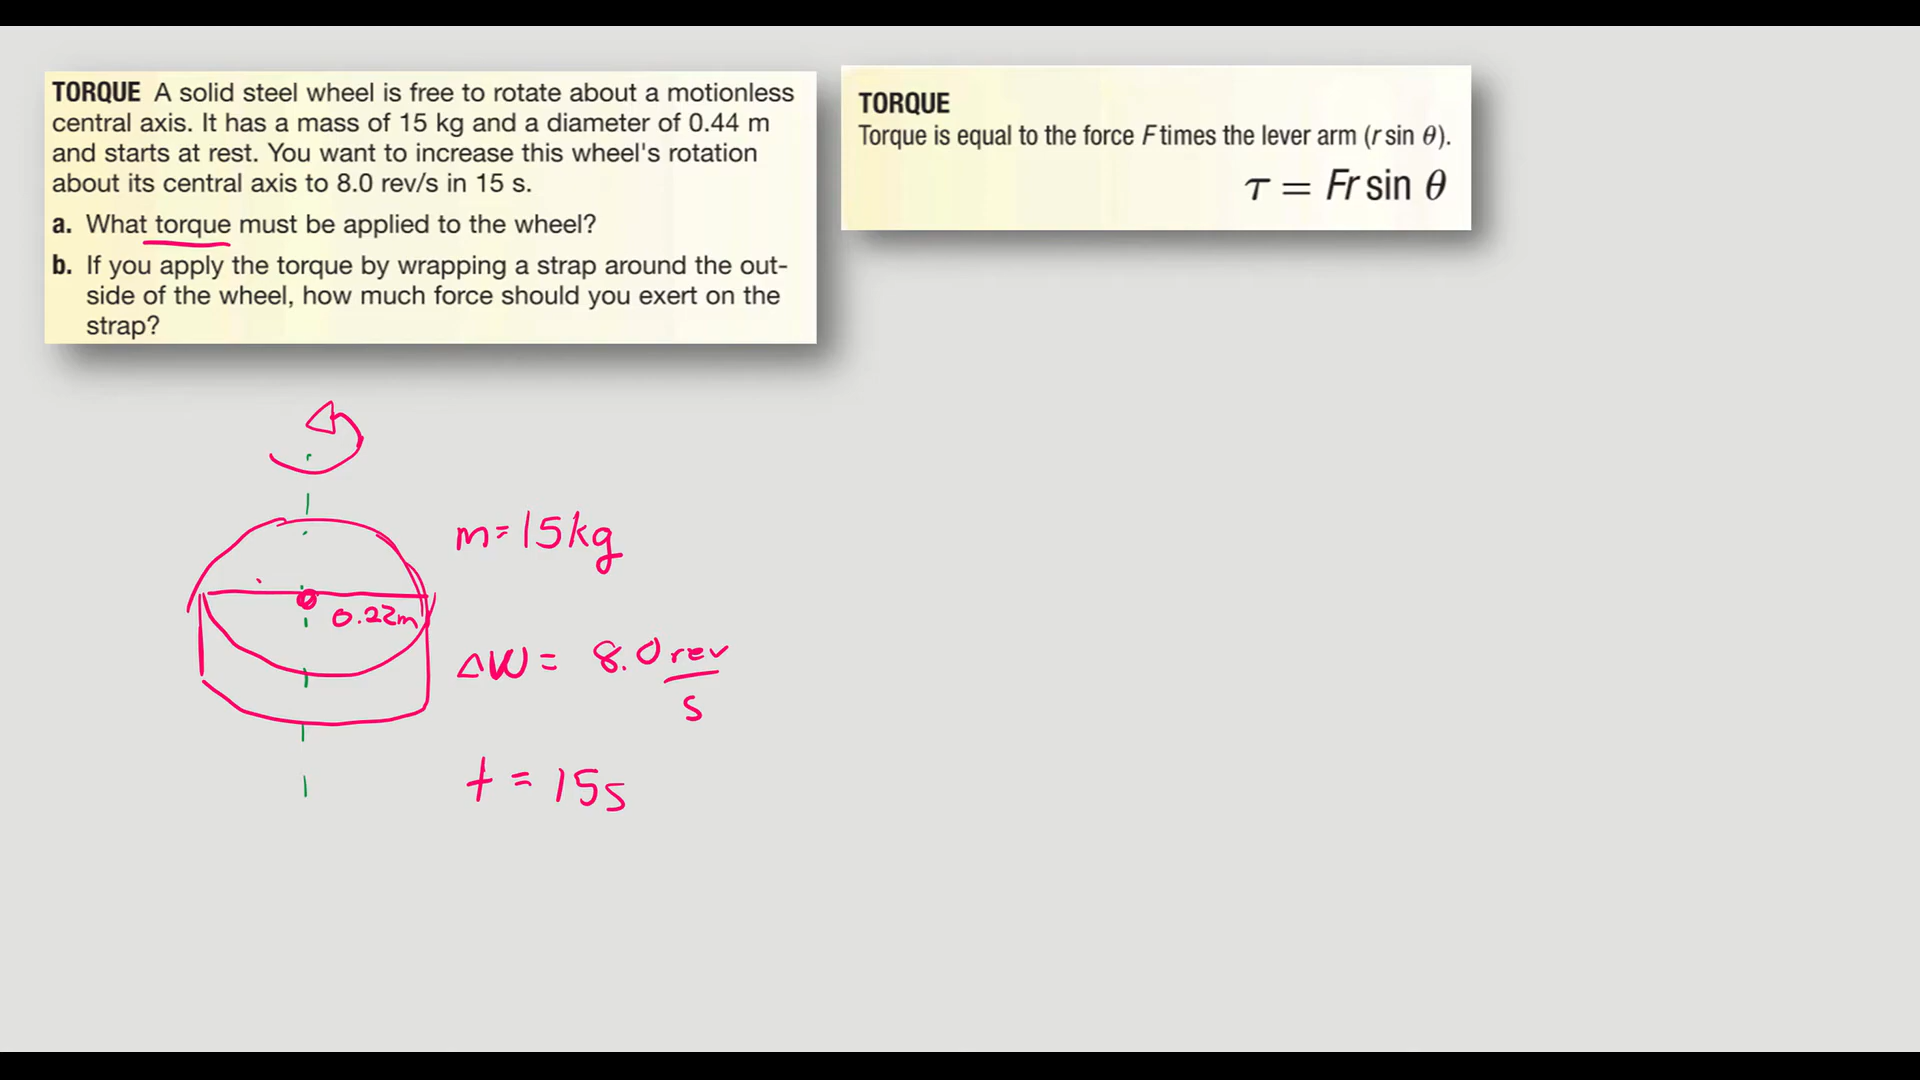 TORQUE A solid steel wheel is free to rotate about a motionless
central axis. It has a mass of 15 kg and a diameter of 0.44 m
and starts at rest. You want to increase this wheel's rotation
about its central axis to 8.0 rev/s in 15 s.
a. What torque must be applied to the wheel?
b. If you apply the torque by wrapping a strap around the out-
side of the wheel, how much force should you exert on the
strap?
TORQUE
Torque is equal to the force F times the lever arm (r sin θ).
τ = Fr sin θ
m=15kg
0.22m
Δω = 8.0 rev
s
t = 15s